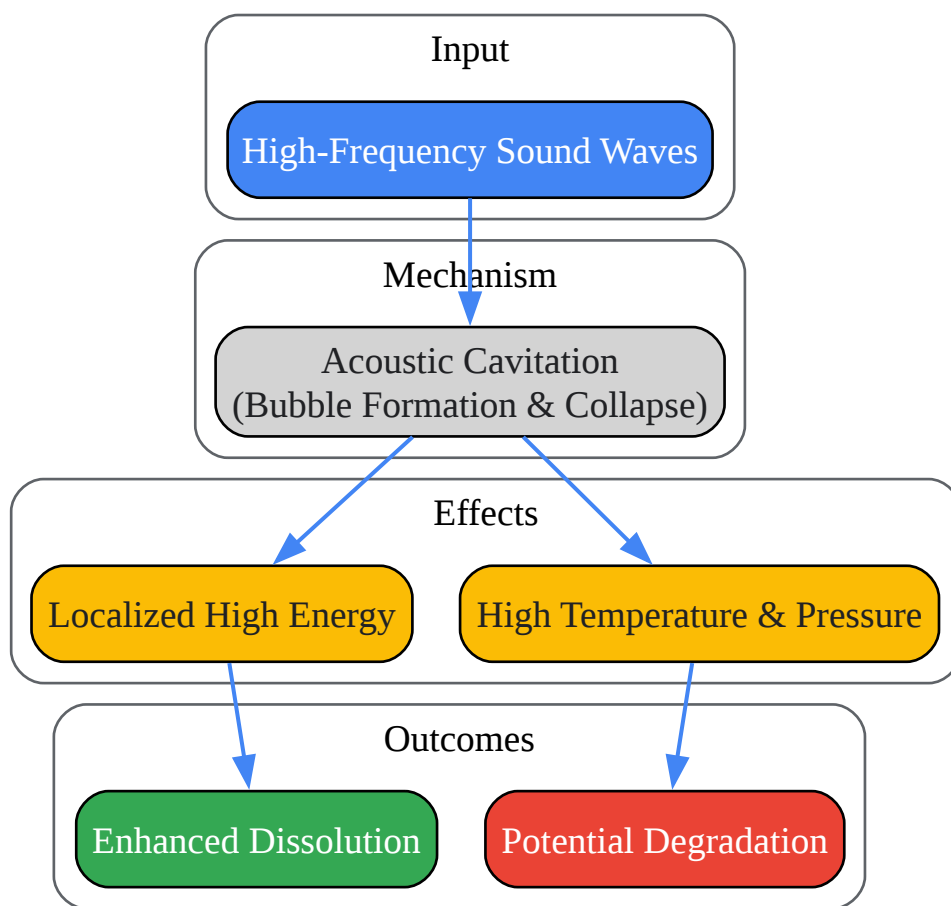 Input
High-Frequency Sound Waves
Mechanism
Acoustic Cavitation
(Bubble Formation & Collapse)
Effects
Localized High Energy
High Temperature & Pressure
Outcomes
Enhanced Dissolution
Potential Degradation